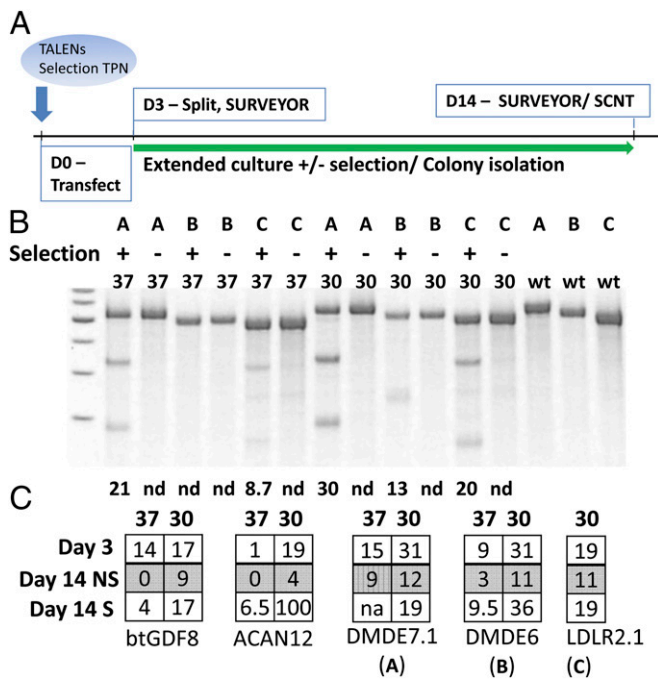 A
TALENs
Selection TPN
D3 – Split, SURVEYOR
D14 – SURVEYOR/ SCNT
D0 –
Transfect
Extended culture +/- selection/ Colony isolation
B
A A B B C C A A B B C C A B C
Selection + - + - + - + - + - + -
37 37 37 37 37 37 30 30 30 30 30 30 wt wt wt
21 nd nd nd 8.7 nd 30 nd 13 nd 20 nd
C
37 30 37 30 37 30 37 30 30
Day 3 14 17 1 19 15 31 9 31 19
Day 14 NS 0 9 0 4 9 12 3 11 11
Day 14 S 4 17 6.5 100 na 19 9.5 36 19
btGDF8 ACAN12 DMDE7.1 DMDE6 LDLR2.1
(A) (B) (C)